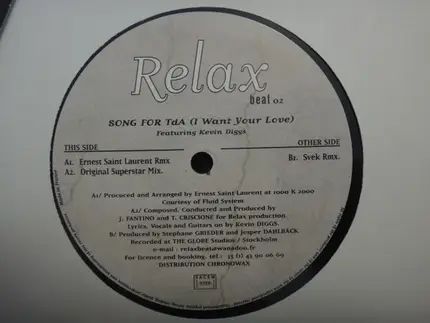 Relax
beat 02
SONG FOR TdA (I Want Your Love)
Featuring Kevin Diggs
THIS SIDE
OTHER SIDE
A1. Ernest Saint Laurent Rmx
A2. Original Superstar Mix.
B1. Svek Rmx.
A1/ Procuced and Arranged by Ernest Saint Laurent at 1000 K 2000
Courtesy of Fluid System
A2/ Composed. Conducted and Produced by
J. FANTINO and T. CRISCIONE for Relax production.
Lyrixx, Vocals and Guitars on by Kevin DIGGS.
B/ Produced by Stephane GRIEDER and Jesper DAHLBÄCK.
Recorded at THE GLOBE Studios / Stockholm
e-mail : relaxbeat@wanadoo.fr
For licence and booking. tel.: 33 (1) 43 90 06 69
DISTRIBUTION CHRONOWAX
SACEM